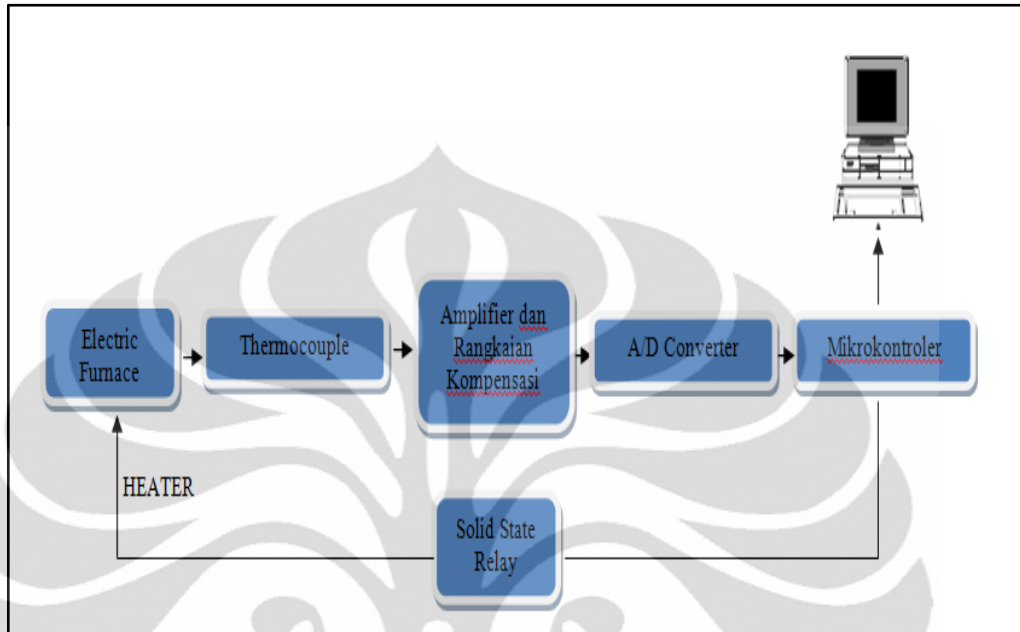 Electric
Furnace
Thermocouple
Amplifier dan
Rangkaian
Kompensasi
A/D Converter
Mikrokontroler
HEATER
Solid State
Relay